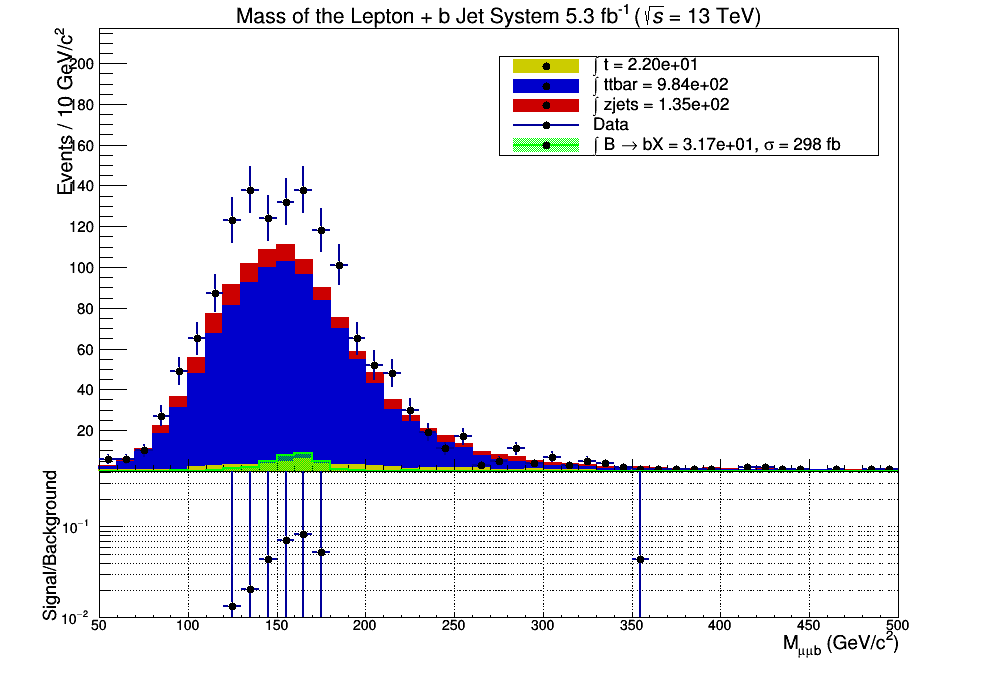 Mass of the Lepton + b Jet System 5.3 fb⁻¹ (√s = 13 TeV)
Events / 10 GeV/c²
200
180
160
140
120
100
80
60
40
20
∫ t = 2.20e+01
∫ ttbar = 9.84e+02
∫ zjets = 1.35e+02
Data
∫ B → bX = 3.17e+01, σ = 298 fb
Signal/Background
10⁻¹
10⁻²
50 100 150 200 250 300 350 400 450 500
M_μμb (GeV/c²)